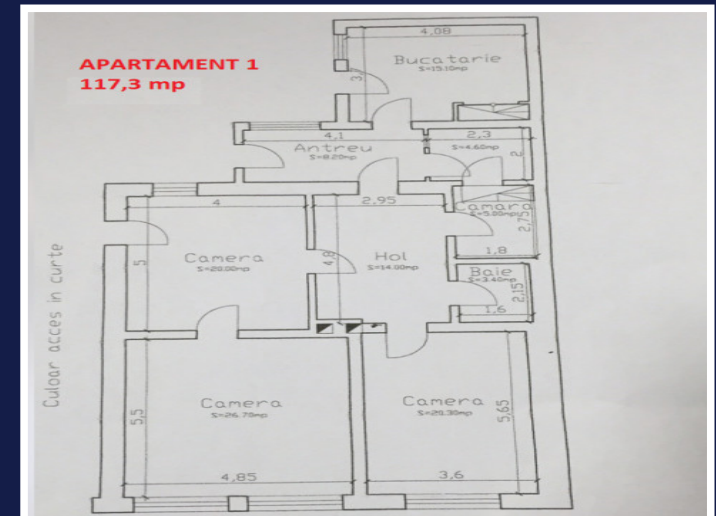 APARTAMENT 1
117,3 mp
4,08
Bucatarie
S=15.10mp
4,1
Antreu
S=8.20mp
2,3
S=4.60mp
2
4
5
Camera
S=20.00mp
2,95
4,8
Hol
S=14.00mp
Camara
S=5.00mp
2,75
1,8
Baie
S=3.40mp
2,15
1,6
Culoar acces in curte
5,5
Camera
S=26.70mp
4,85
Camera
S=20.30mp
5,65
3,6